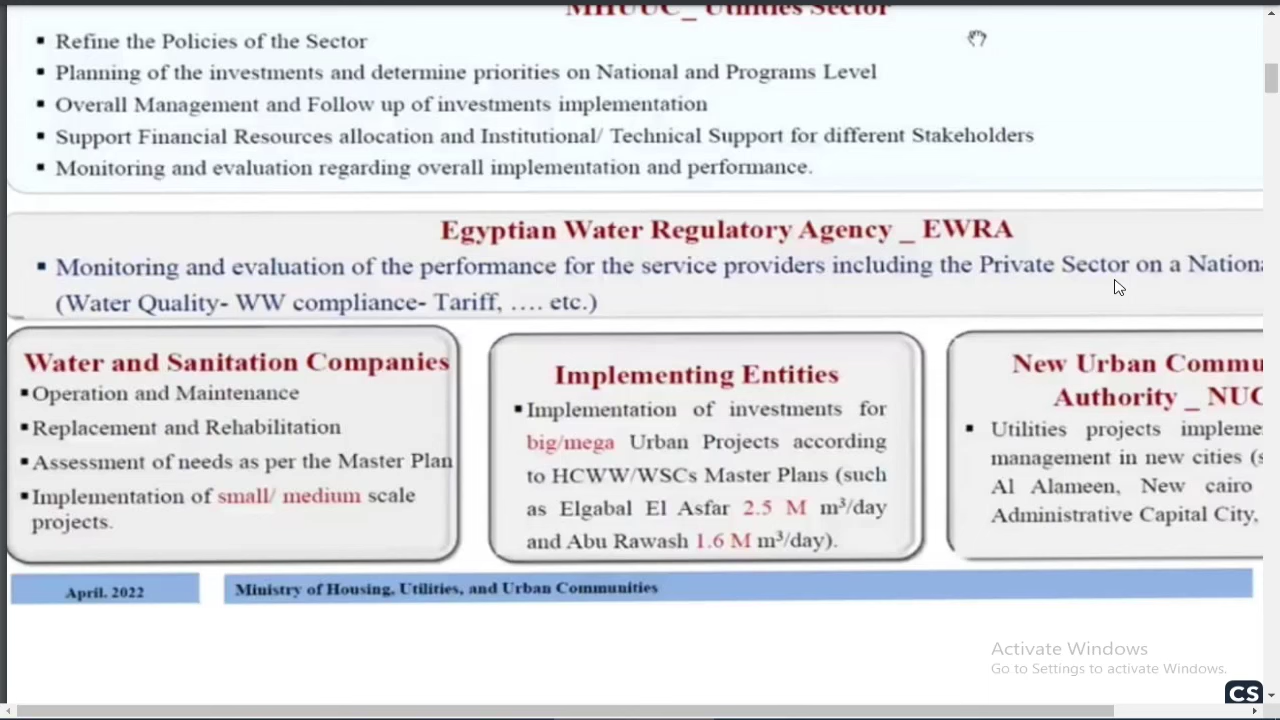 MHUUC_ Utilities Sector
▪ Refine the Policies of the Sector
▪ Planning of the investments and determine priorities on National and Programs Level
▪ Overall Management and Follow up of investments implementation
▪ Support Financial Resources allocation and Institutional/ Technical Support for different Stakeholders
▪ Monitoring and evaluation regarding overall implementation and performance.
Egyptian Water Regulatory Agency _ EWRA
▪ Monitoring and evaluation of the performance for the service providers including the Private Sector on a Nationa
(Water Quality- WW compliance- Tariff, .... etc.)
Water and Sanitation Companies
▪ Operation and Maintenance
▪ Replacement and Rehabilitation
▪ Assessment of needs as per the Master Plan
▪ Implementation of small/ medium scale
projects.
Implementing Entities
▪ Implementation of investments for
big/mega Urban Projects according
to HCWW/WSCs Master Plans (such
as Elgabal El Asfar 2.5 M m³/day
and Abu Rawash 1.6 M m³/day).
New Urban Commu
Authority _ NUC
▪ Utilities projects impleme
management in new cities (s
Al Alameen, New cairo
Administrative Capital City,
April. 2022
Ministry of Housing, Utilities, and Urban Communities
Activate Windows
Go to Settings to activate Windows.
CS